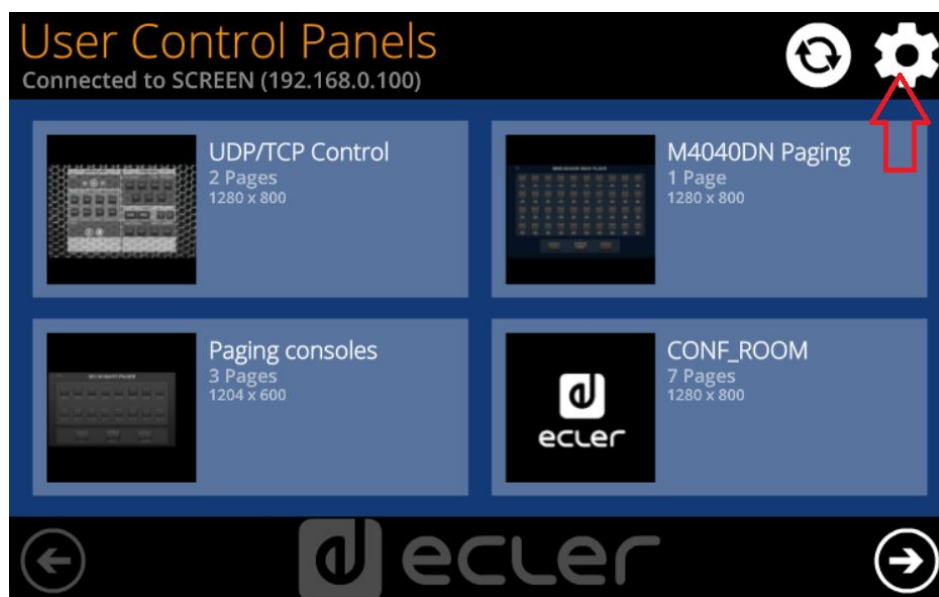 User Control Panels
Connected to SCREEN (192.168.0.100)
UDP/TCP Control
2 Pages
1280 x 800
M4040DN Paging
1 Page
1280 x 800
Paging consoles
3 Pages
1204 x 600
CONF_ROOM
7 Pages
1280 x 800
ecler
ecler